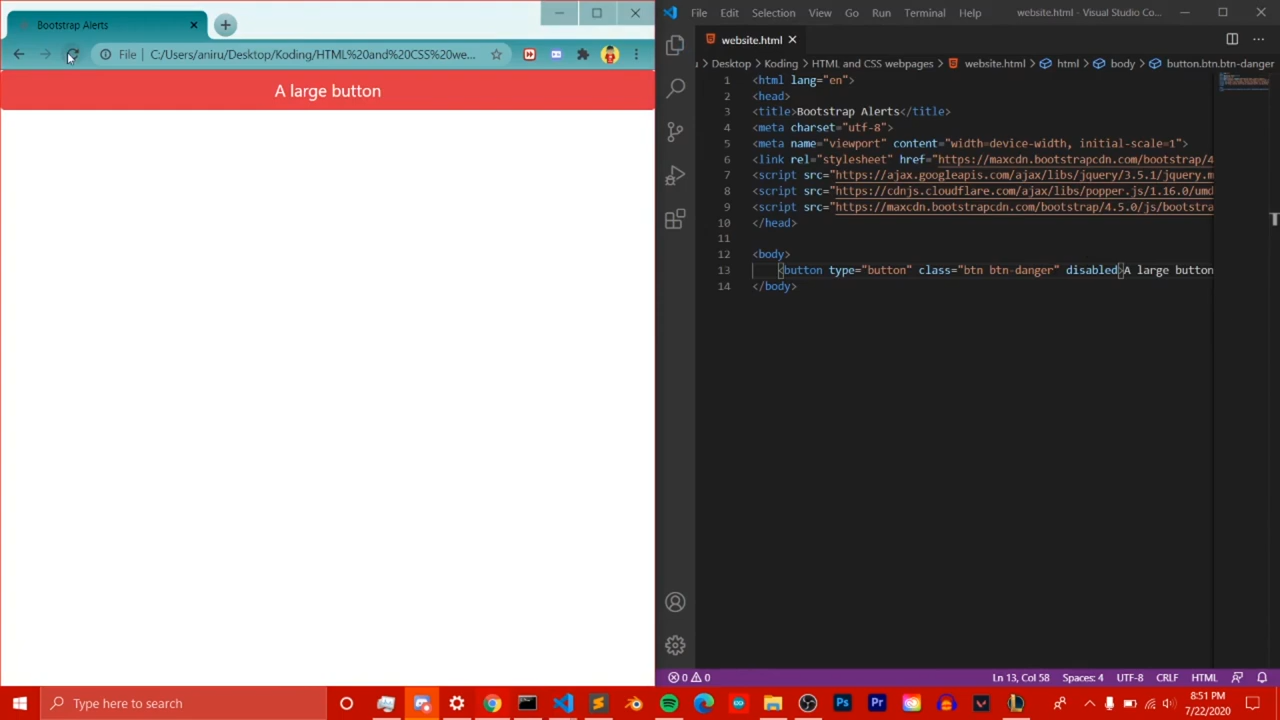 Bootstrap Alerts
File
C:/Users/aniru/Desktop/Koding/HTML%20and%20CSS%20we...
A large button
File Edit Selection View Go Run Terminal Help
website.html - Visual Studio Co...
website.html
Desktop > Koding > HTML and CSS webpages > website.html > html > body > button.btn.btn-danger
1 <html lang="en">
2 <head>
3 <title>Bootstrap Alerts</title>
4 <meta charset="utf-8">
5 <meta name="viewport" content="width=device-width, initial-scale=1">
6 <link rel="stylesheet" href="https://maxcdn.bootstrapcdn.com/bootstrap/4
7 <script src="https://ajax.googleapis.com/ajax/libs/jquery/3.5.1/jquery.m
8 <script src="https://cdnjs.cloudflare.com/ajax/libs/popper.js/1.16.0/umd
9 <script src="https://maxcdn.bootstrapcdn.com/bootstrap/4.5.0/js/bootstra
10 </head>
11
12 <body>
13 <button type="button" class="btn btn-danger" disabled>A large button
14 </body>
0 0
Ln 13, Col 58 Spaces: 4 UTF-8 CRLF HTML
Type here to search
Ps
Pr
8:51 PM
7/22/2020